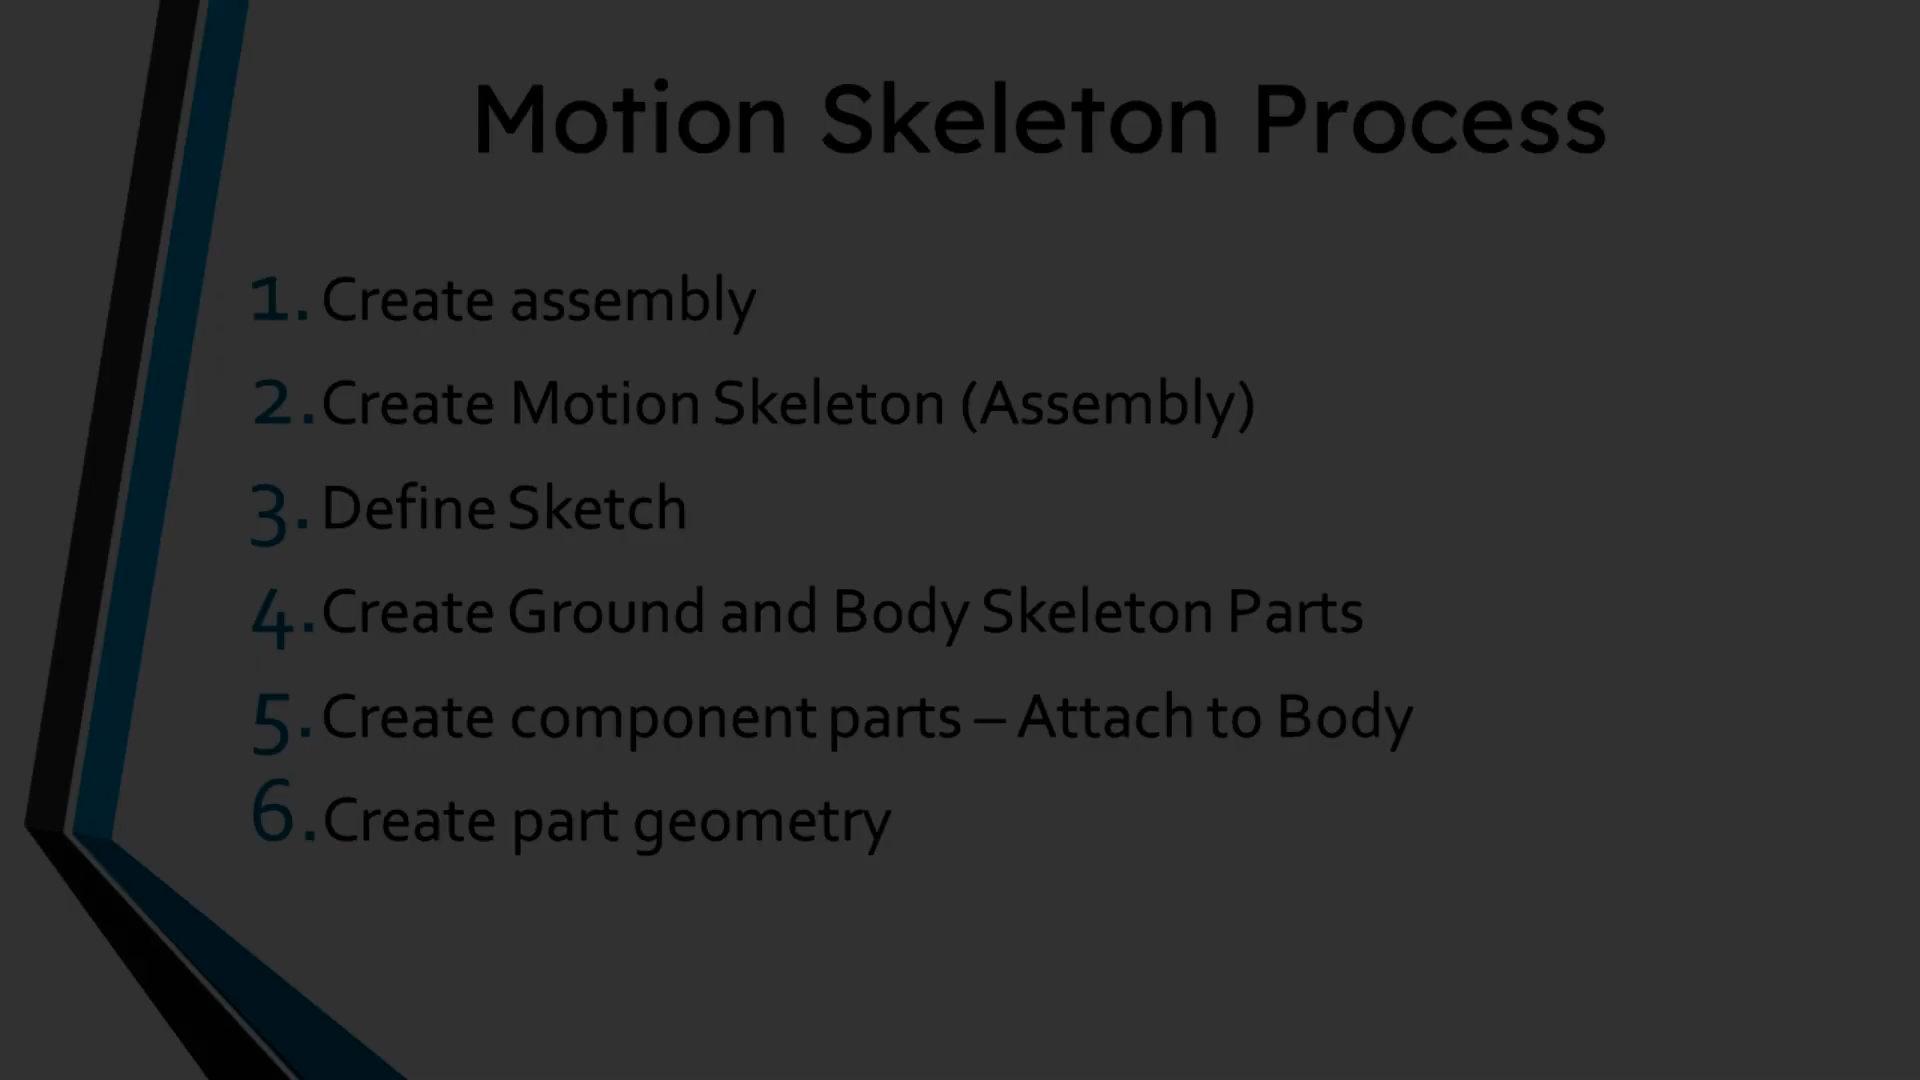 Motion Skeleton Process
1. Create assembly
2. Create Motion Skeleton (Assembly)
3. Define Sketch
4. Create Ground and Body Skeleton Parts
5. Create component parts – Attach to Body
6. Create part geometry